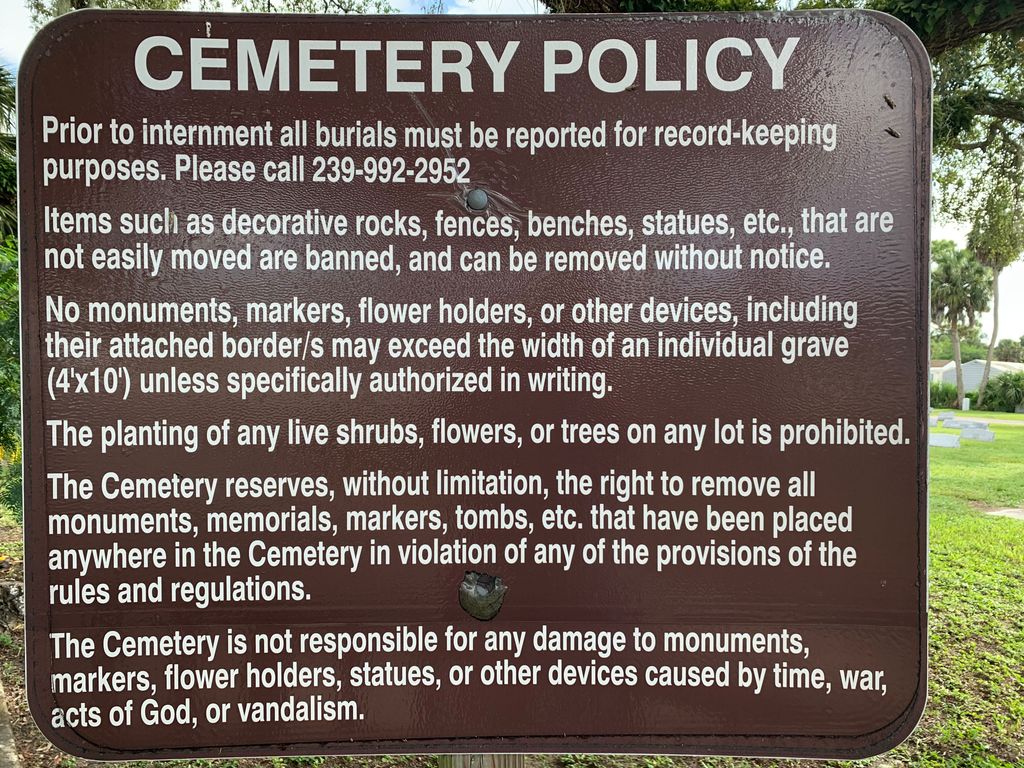 CEMETERY POLICY
Prior to internment all burials must be reported for record-keeping
purposes. Please call 239-992-2952
Items such as decorative rocks, fences, benches, statues, etc., that are
not easily moved are banned, and can be removed without notice.
No monuments, markers, flower holders, or other devices, including
their attached border/s may exceed the width of an individual grave
(4'x10') unless specifically authorized in writing.
The planting of any live shrubs, flowers, or trees on any lot is prohibited.
The Cemetery reserves, without limitation, the right to remove all
monuments, memorials, markers, tombs, etc. that have been placed
anywhere in the Cemetery in violation of any of the provisions of the
rules and regulations.
The Cemetery is not responsible for any damage to monuments,
markers, flower holders, statues, or other devices caused by time, war,
acts of God, or vandalism.